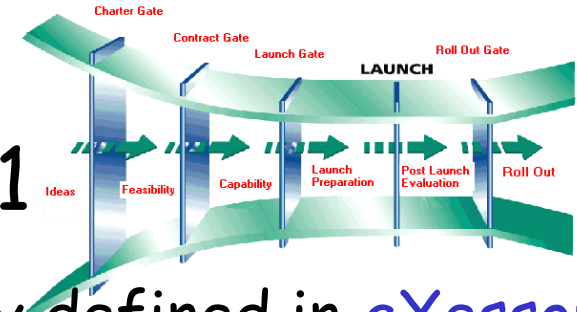 Charter Gate
Contract Gate
Launch Gate
Roll Out Gate
LAUNCH
1
Ideas
Feasibility
Capability
Launch
Preparation
Post Launch
Evaluation
Roll Out
defined in